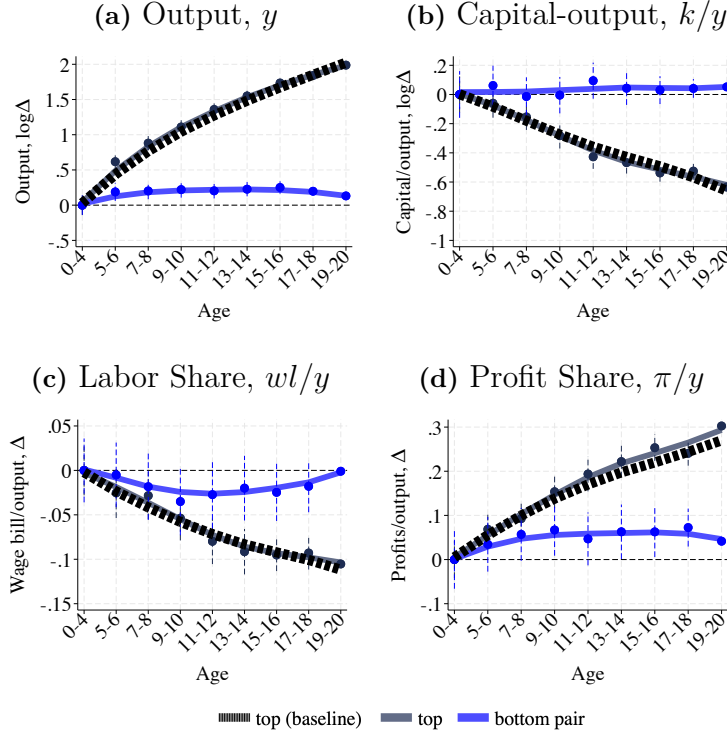 (a) Output, y
Output, logΔ
2
1.5
1
.5
0
-.5
0-4 5-6 7-8 9-10 11-12 13-14 15-16 17-18 19-20
Age
(b) Capital-output, k/y
Capital/output, logΔ
.2
0
-.2
-.4
-.6
-.8
-1
0-4 5-6 7-8 9-10 11-12 13-14 15-16 17-18 19-20
Age
(c) Labor Share, wl/y
Wage bill/output, Δ
.05
0
-.05
-.1
-.15
0-4 5-6 7-8 9-10 11-12 13-14 15-16 17-18 19-20
Age
(d) Profit Share, π/y
Profits/output, Δ
.3
.2
.1
0
-.1
0-4 5-6 7-8 9-10 11-12 13-14 15-16 17-18 19-20
Age
top (baseline) top bottom pair